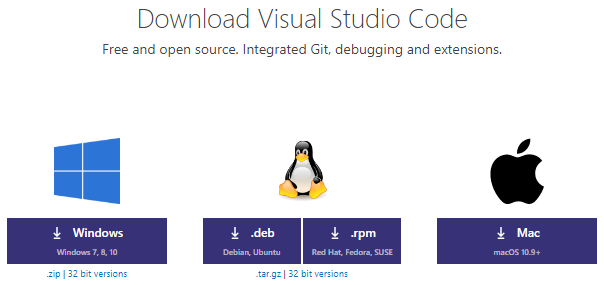 Download Visual Studio Code
Free and open source. Integrated Git, debugging and extensions.
Windows
Windows 7, 8, 10
.zip | 32 bit versions
.deb
Debian, Ubuntu
.rpm
Red Hat, Fedora, SUSE
.tar.gz | 32 bit versions
Mac
macOS 10.9+